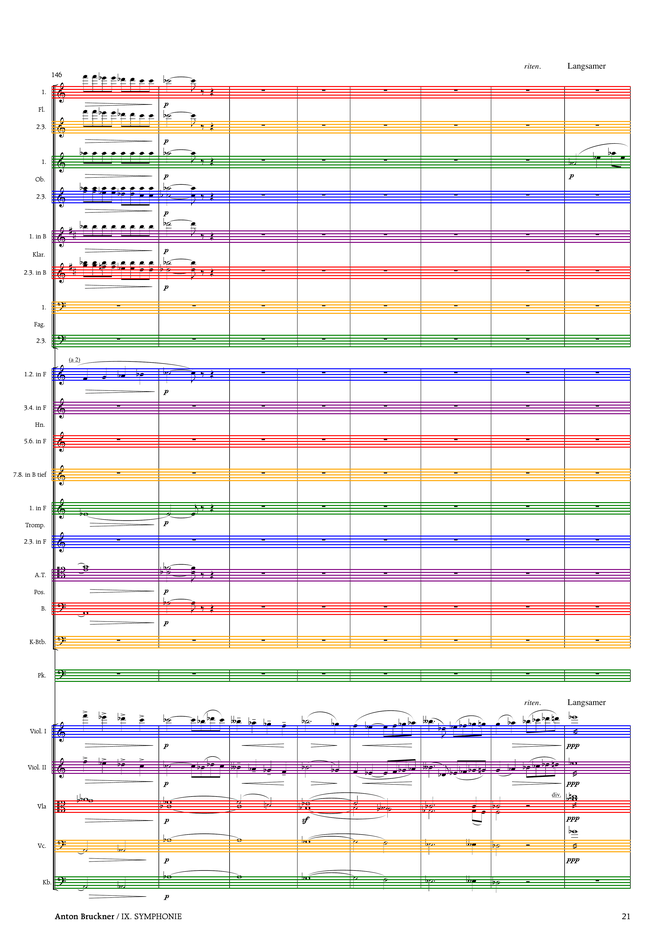 riten. Langsamer
146
1.
Fl.
2.3.
p
p
1.
p
p
Ob.
2.3.
p
1. in B
p
Klar.
2.3. in B
p
1.
Fag.
2.3.
(a 2)
1.2. in F
p
3.4. in F
Hn.
5.6. in F
7.8. in B tief
1. in F
Tromp.
p
2.3. in F
A.T.
Pos.
p
B.
p
K-Btb.
Pk.
riten. Langsamer
Viol. I
p ppp
Viol. II
p ppp
div.
Vla
p ppp
Vc.
p ppp
Kb.
p
Anton Bruckner / IX. SYMPHONIE 21